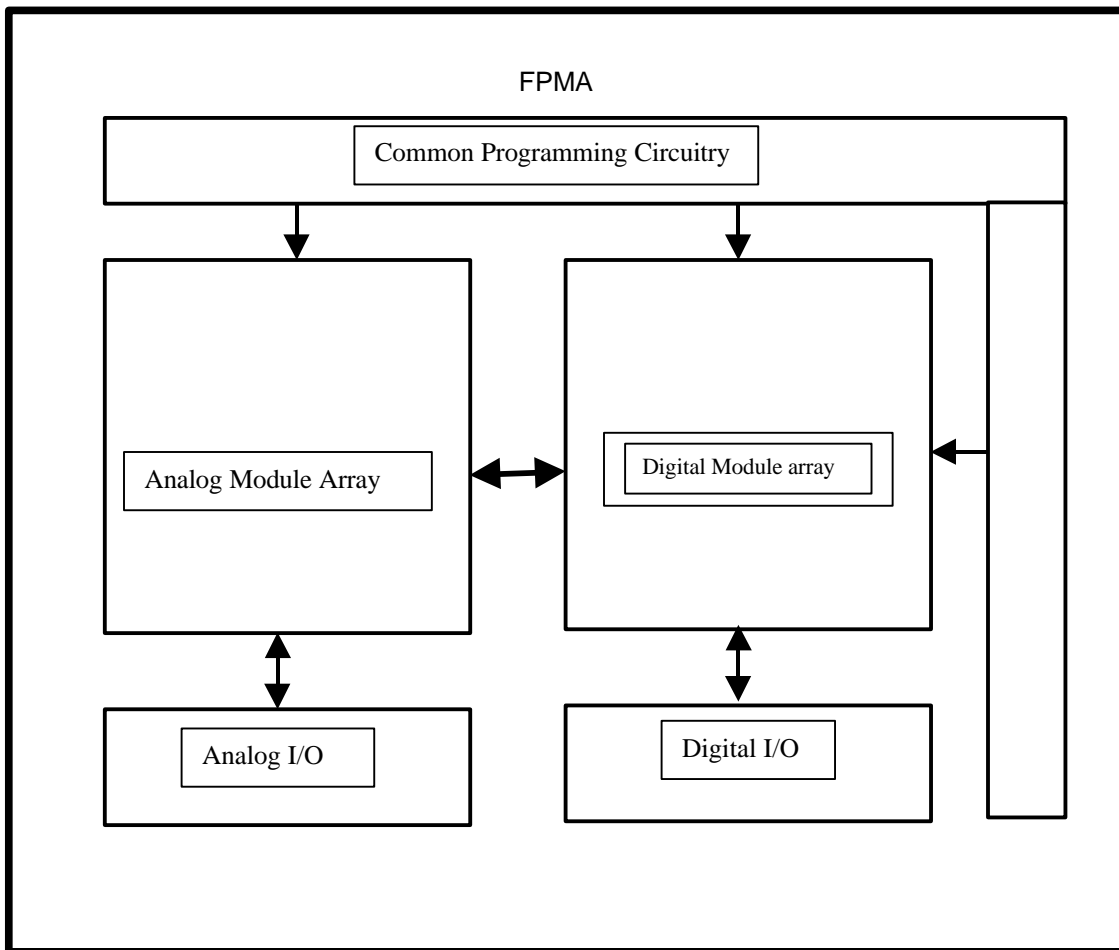 FPMA
Common Programming Circuitry
Analog Module Array
Digital Module array
Analog I/O
Digital I/O